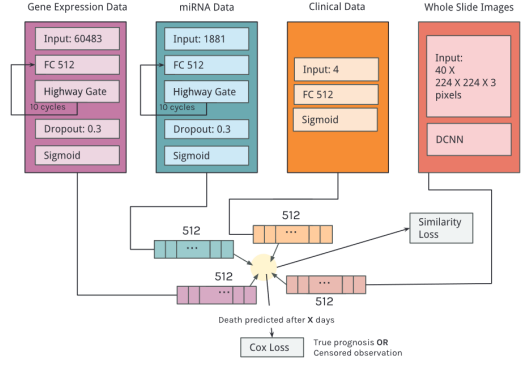 Gene Expression Data
miRNA Data
Clinical Data
Whole Slide Images
Input: 60483
FC 512
Highway Gate
10 cycles
Dropout: 0.3
Sigmoid
Input: 1881
FC 512
Highway Gate
10 cycles
Dropout: 0.3
Sigmoid
Input: 4
FC 512
Sigmoid
Input:
40 X
224 X 224 X 3
pixels
DCNN
512
...
512
...
512
...
...
512
Similarity
Loss
Death predicted after X days
Cox Loss
True prognosis OR
Censored observation